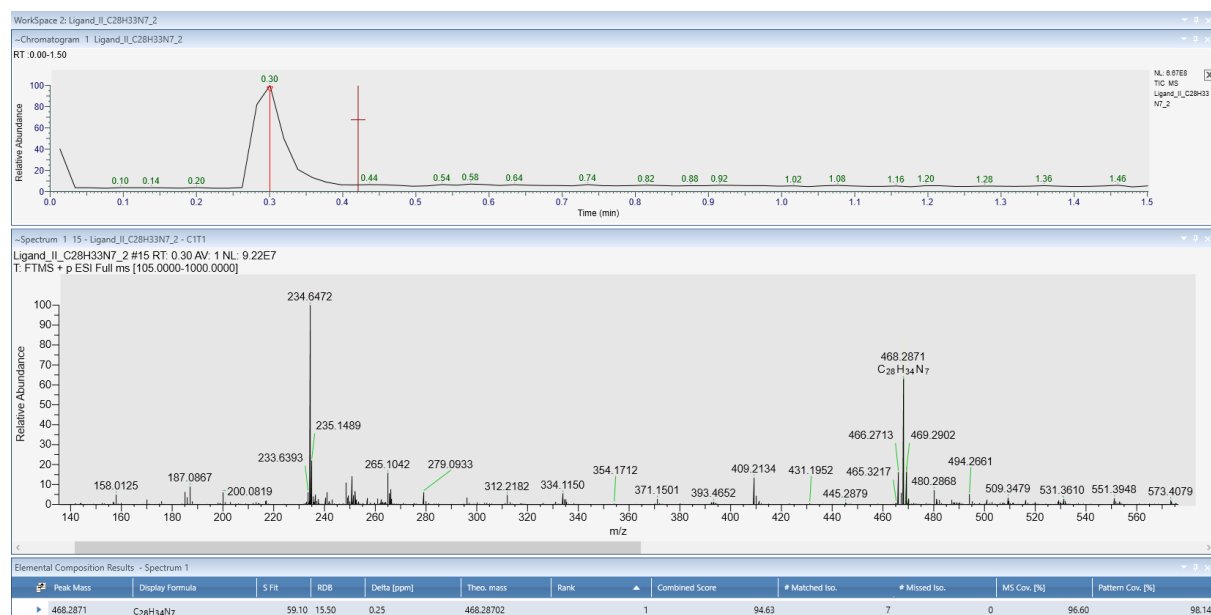 WorkSpace 2: Ligand_II_C28H33N7_2
~Chromatogram 1 Ligand_II_C28H33N7_2
RT :0.00-1.50
NL: 6.67E8
TIC MS
Ligand_II_C28H33
N7_2
X
Relative Abundance
100
80
60
40
20
0
0.30
0.10 0.14 0.20 0.44 0.54 0.58 0.64 0.74 0.82 0.88 0.92 1.02 1.08 1.16 1.20 1.28 1.36 1.46
0.0 0.1 0.2 0.3 0.4 0.5 0.6 0.7 0.8 0.9 1.0 1.1 1.2 1.3 1.4 1.5
Time (min)
~Spectrum 1 15 - Ligand_II_C28H33N7_2 - C1T1
Ligand_II_C28H33N7_2 #15 RT: 0.30 AV: 1 NL: 9.22E7
T: FTMS + p ESI Full ms [105.0000-1000.0000]
Relative Abundance
100
90
80
70
60
50
40
30
20
10
0
234.6472
468.2871
C28H34N7
235.1489
466.2713 469.2902
233.6393 265.1042 279.0933 354.1712 465.3217 494.2661
187.0867 409.2134 431.1952
158.0125 200.0819 312.2182 334.1150 371.1501 393.4652 445.2879 480.2868 509.3479 531.3610 551.3948 573.4079
140 160 180 200 220 240 260 280 300 320 340 360 380 400 420 440 460 480 500 520 540 560
m/z
Elemental Composition Results - Spectrum 1
Peak Mass Display Formula S Fit RDB Delta [ppm] Theo. mass Rank Combined Score # Matched Iso. # Missed Iso. MS Cov. [%] Pattern Cov. [%]
468.2871 C28H34N7 59.10 15.50 0.25 468.28702 1 94.63 7 0 96.60 98.14